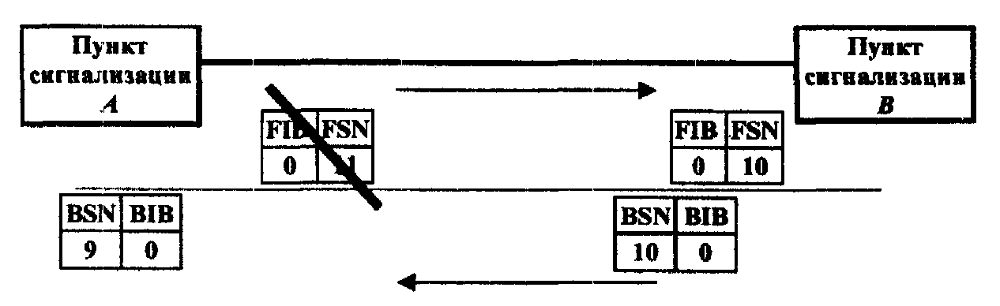 Пункт
сигнализации
A
Пункт
сигнализации
B
FIB FSN
0
FIB FSN
0 10
BSN BIB
9 0
BSN BIB
10 0